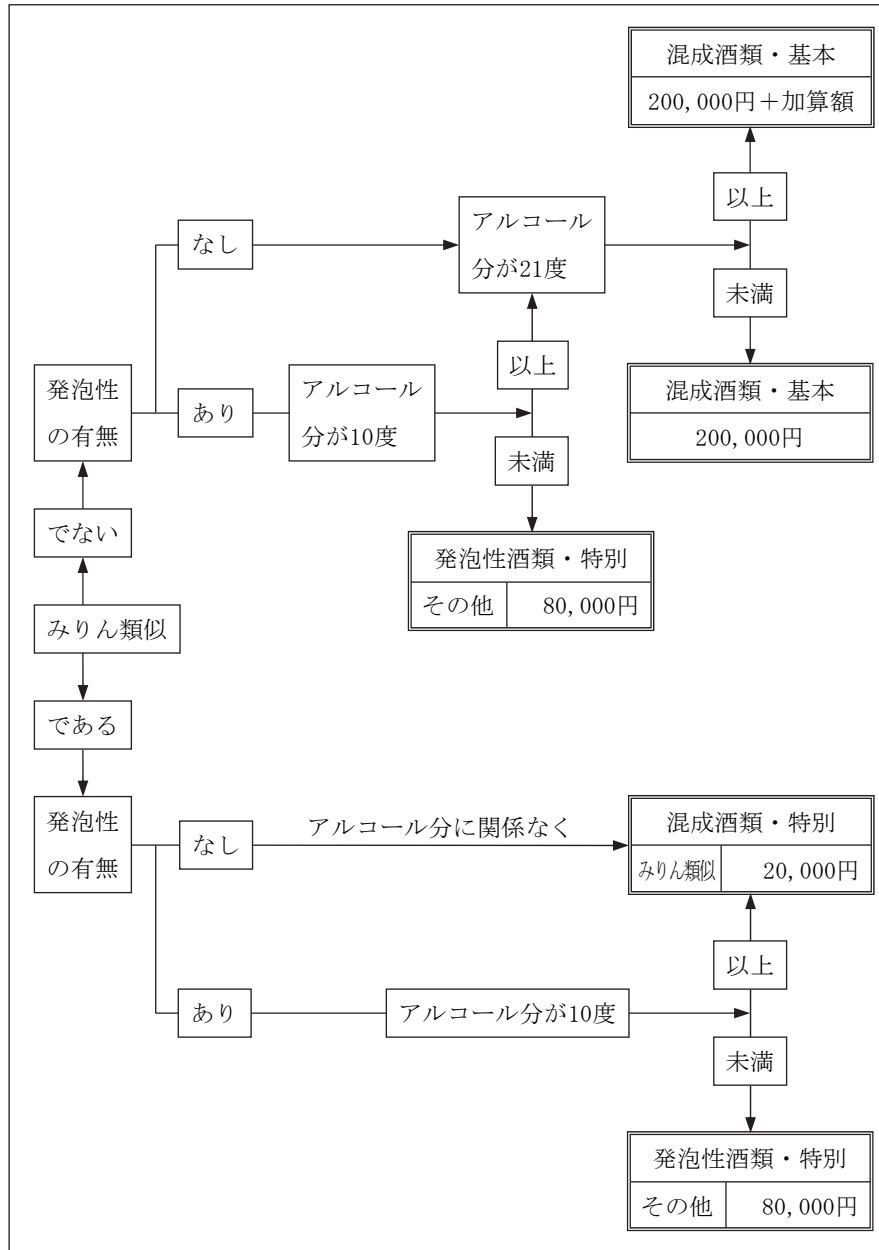 混成酒類・基本
200,000円＋加算額
以上
なし
アルコール
分が21度
未満
以上
混成酒類・基本
200,000円
発泡性
の有無
あり
アルコール
分が10度
未満
でない
発泡性酒類・特別
その他 80,000円
みりん類似
である
発泡性
の有無
なし
アルコール分に関係なく
混成酒類・特別
みりん類似 20,000円
以上
あり
アルコール分が10度
未満
発泡性酒類・特別
その他 80,000円